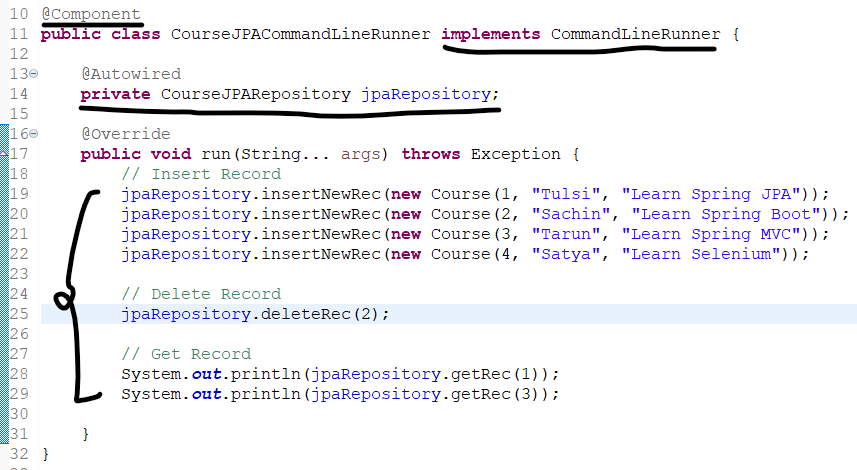 10 @Component
11 public class CourseJPACommandLineRunner implements CommandLineRunner {
12
13 @Autowired
14 private CourseJPARepository jpaRepository;
15
16 @Override
17 public void run(String... args) throws Exception {
18 // Insert Record
19 jpaRepository.insertNewRec(new Course(1, "Tulsi", "Learn Spring JPA"));
20 jpaRepository.insertNewRec(new Course(2, "Sachin", "Learn Spring Boot"));
21 jpaRepository.insertNewRec(new Course(3, "Tarun", "Learn Spring MVC"));
22 jpaRepository.insertNewRec(new Course(4, "Satya", "Learn Selenium"));
23
24 // Delete Record
25 jpaRepository.deleteRec(2);
26
27 // Get Record
28 System.out.println(jpaRepository.getRec(1));
29 System.out.println(jpaRepository.getRec(3));
30
31 }
32 }